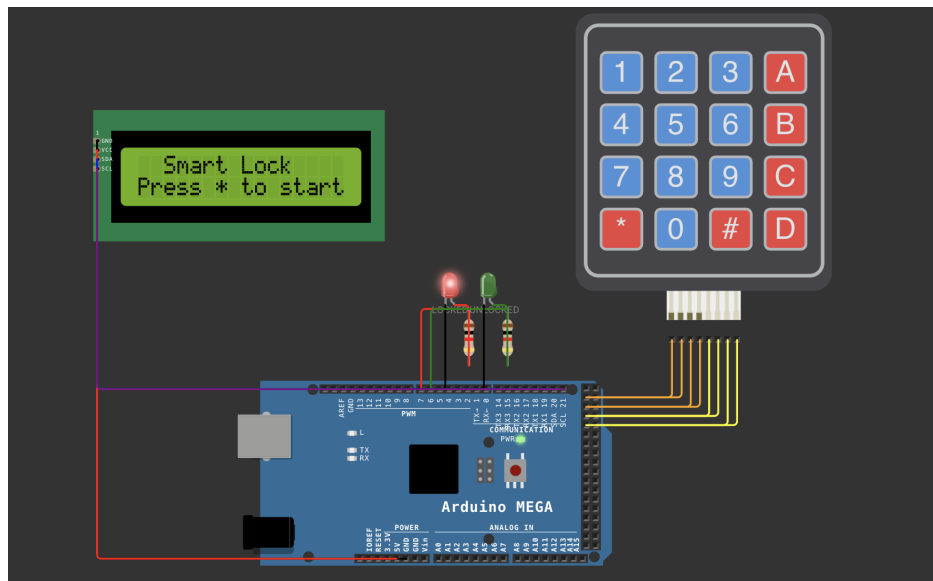 1
GND
VCC
SDA
SCL
Smart Lock
Press * to start
1 2 3 A
4 5 6 B
7 8 9 C
* 0 # D
LOCKED UNLOCKED
AREF
GND
13
12
11
10
9
8
7
6
5
4
3
2
TX→ 1
RX← 0
TX3 14
RX3 15
TX2 16
RX2 17
TX1 18
RX1 19
SDA 20
SCL 21
PWM
COMMUNICATION
PWR
L
TX
RX
Arduino MEGA
POWER
ANALOG IN
IOREF
RESET
3.3V
5V
GND
GND
Vin
A0
A1
A2
A3
A4
A5
A6
A7
A8
A9
A10
A11
A12
A13
A14
A15